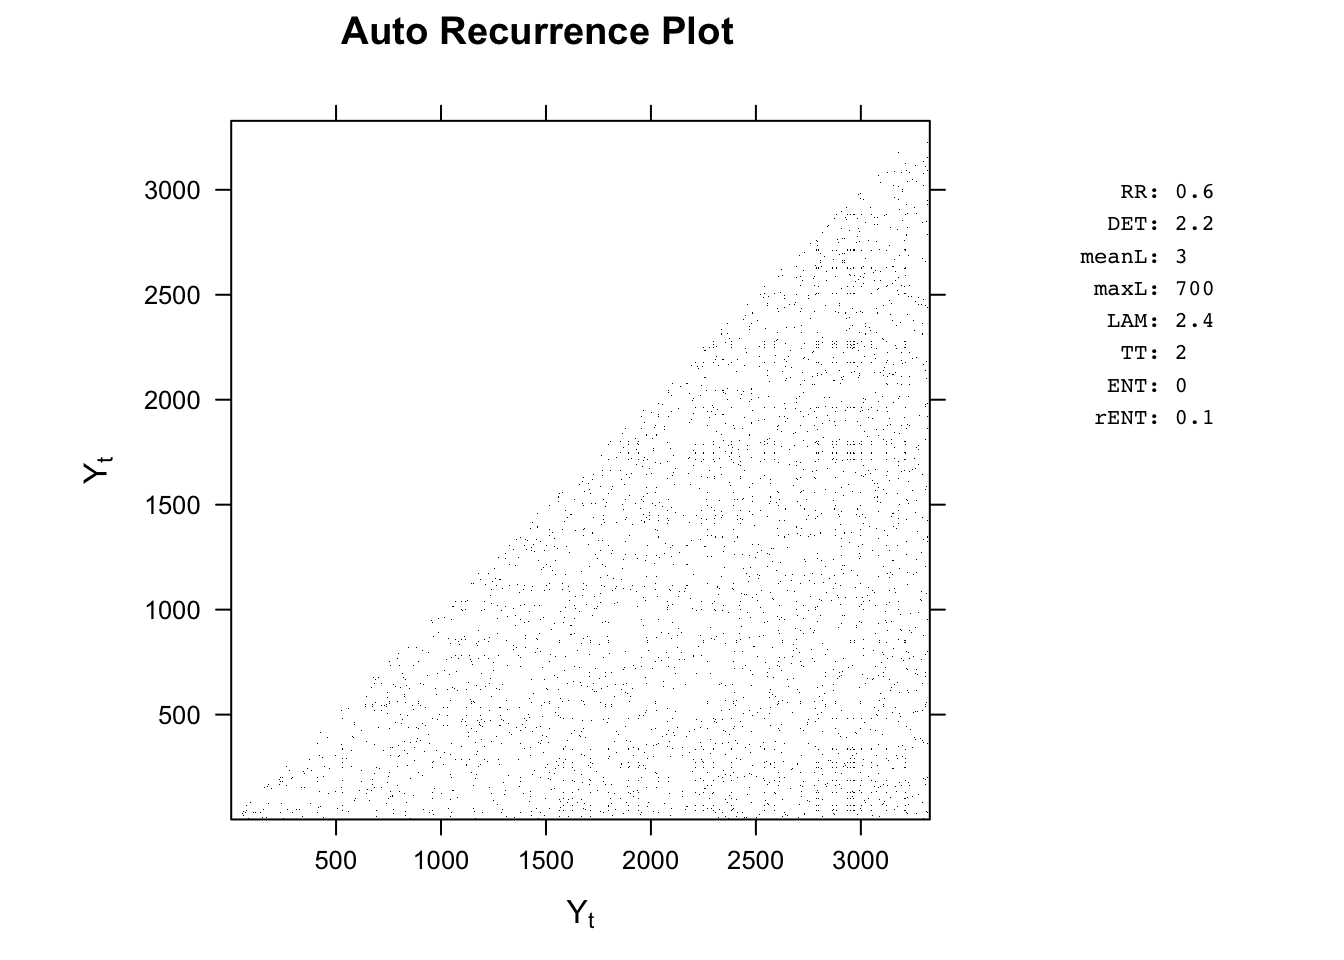 Auto Recurrence Plot
3000
2500
2000
1500
1000
500
Yt
500 1000 1500 2000 2500 3000
Yt
RR: 0.6
DET: 2.2
meanL: 3
maxL: 700
LAM: 2.4
TT: 2
ENT: 0
rENT: 0.1